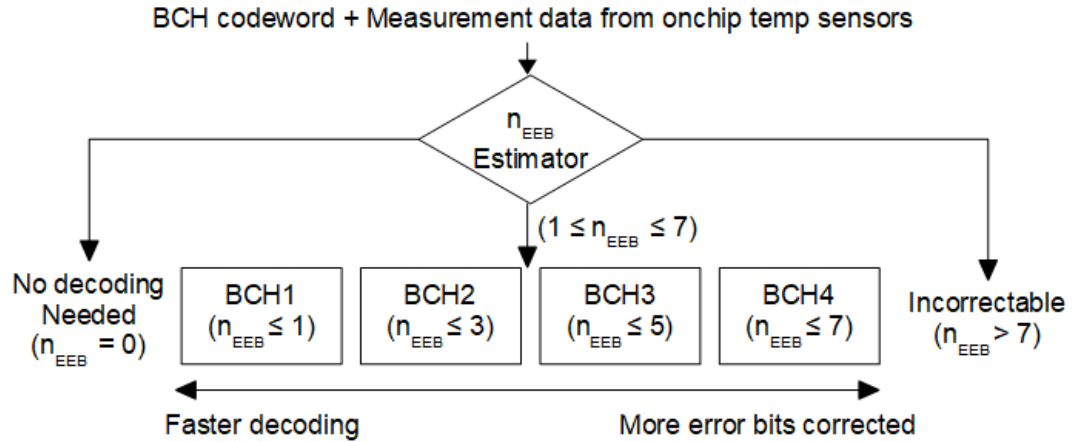 BCH codeword + Measurement data from onchip temp sensors
n_EEB
Estimator
(1 ≤ n_EEB ≤ 7)
No decoding
Needed
(n_EEB = 0)
BCH1
(n_EEB ≤ 1)
BCH2
(n_EEB ≤ 3)
BCH3
(n_EEB ≤ 5)
BCH4
(n_EEB ≤ 7)
Incorrectable
(n_EEB > 7)
Faster decoding
More error bits corrected